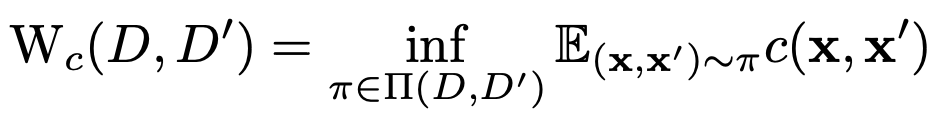 W_c(D, D′) = inf_{π∈Π(D,D′)} 𝔼_{(𝐱,𝐱′)∼π} c(𝐱, 𝐱′)